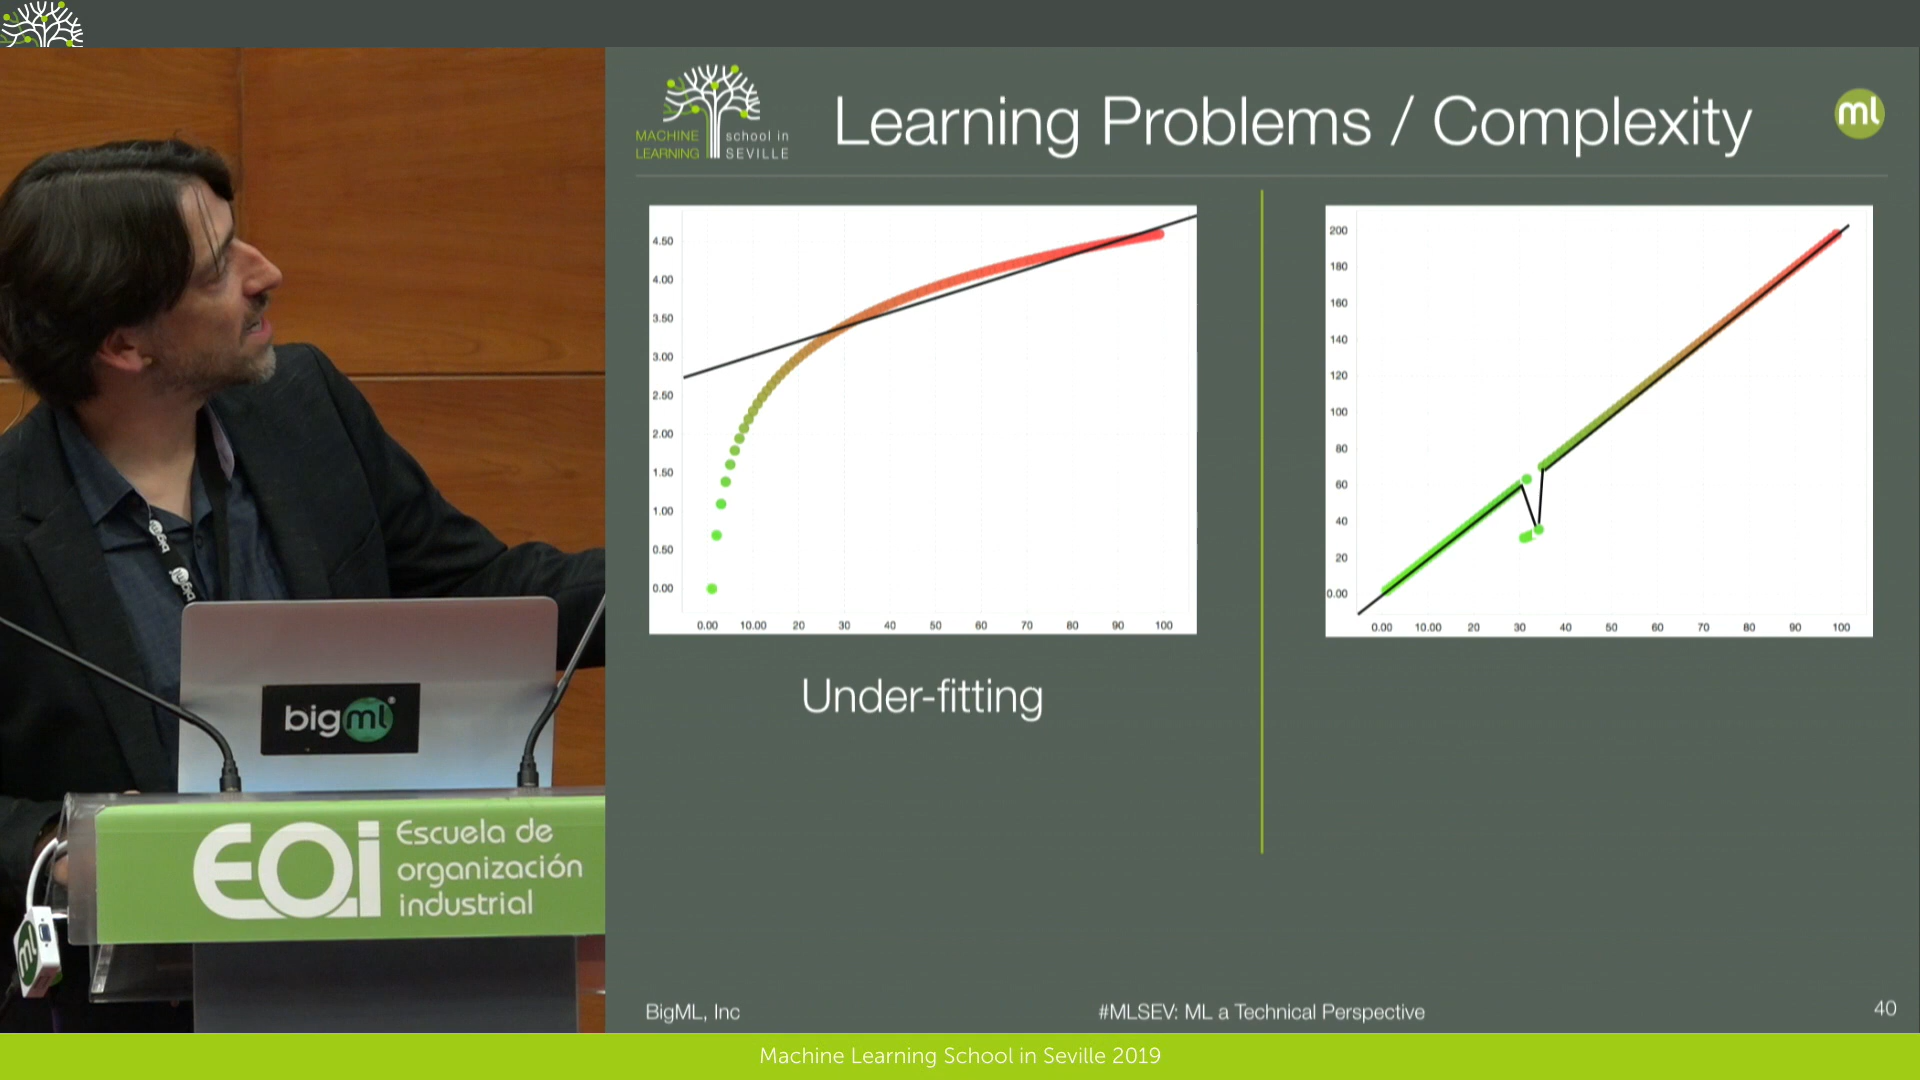 MACHINE
LEARNING
school in
SEVILLE
Learning Problems / Complexity
ml
4.50
4.00
3.50
3.00
2.50
2.00
1.50
1.00
0.50
0.00
0.00 10.00 20 30 40 50 60 70 80 90 100
Under-fitting
200
180
160
140
120
100
80
60
40
20
0.00
0.00 10.00 20 30 40 50 60 70 80 90 100
bigml
bigml
bigml®
EOi
Escuela de
organización
industrial
ml
BigML, Inc
#MLSEV: ML a Technical Perspective
40
Machine Learning School in Seville 2019